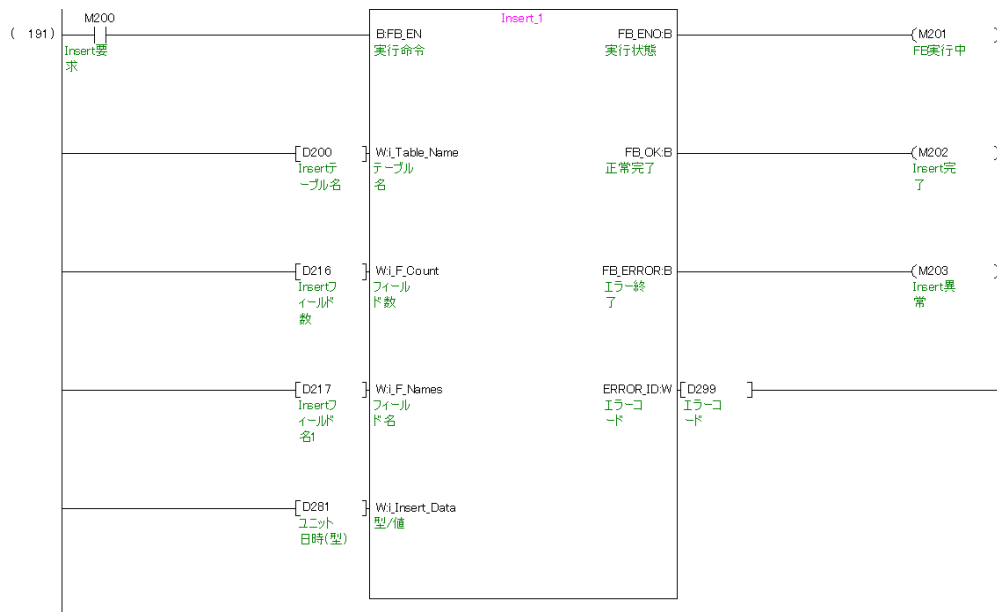 M200
Insert_1
( 191)
B:FB_EN
FB_ENO:B
(M201 )
Insert要
求
実行命令
実行状態
FB実行中
[ D200 ]
W:i_Table_Name
FB_OK:B
(M202 )
Insertテ
ーブル名
テーブル
名
正常完了
Insert完
了
[ D216 ]
W:i_F_Count
FB_ERROR:B
(M203 )
Insertフ
ィールド
数
フィール
ド数
エラー終
了
Insert異
常
[ D217 ]
W:i_F_Names
ERROR_ID:W
[ D299 ]
Insertフ
ィールド
名1
フィール
ド名
エラーコ
ード
エラーコ
ード
[ D281 ]
W:i_Insert_Data
ユニット
日時(型)
型/値